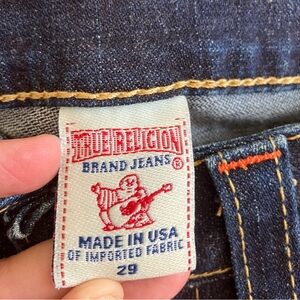 TRUE RELIGION
BRAND JEANS®
MADE IN USA
OF IMPORTED FABRIC
29